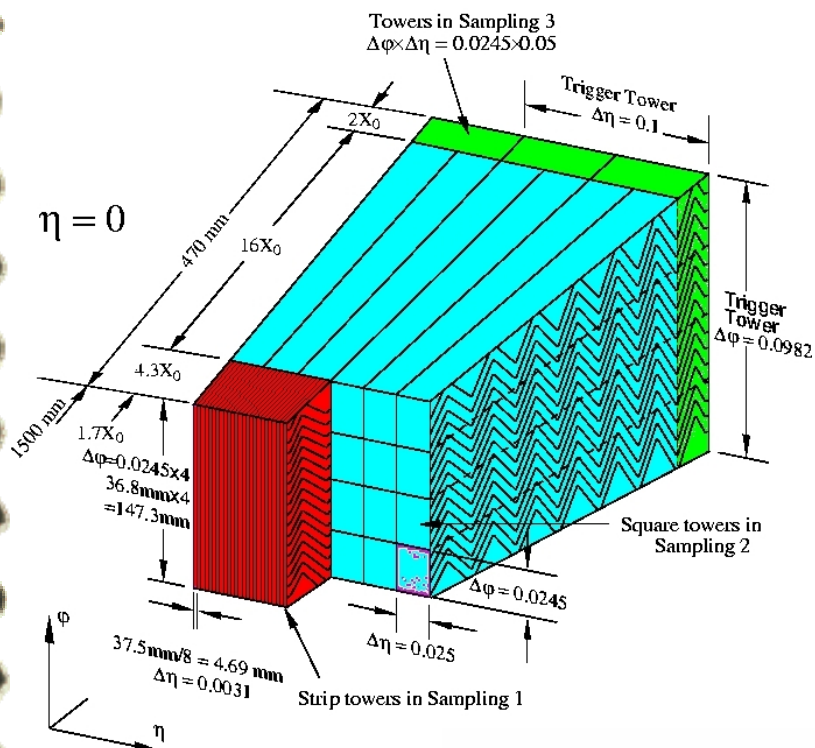 Towers in Sampling 3
Δφ×Δη = 0.0245×0.05
Trigger Tower
Δη = 0.1
2X₀
η = 0
470 mm
16X₀
Trigger
Tower
Δφ = 0.0982
4.3X₀
1500 mm
1.7X₀
Δφ=0.0245x4
36.8mmx4
=147.3mm
Square towers in
Sampling 2
Δφ = 0.0245
Δη = 0.025
37.5mm/8 = 4.69 mm
Δη = 0.0031
Strip towers in Sampling 1
φ
η